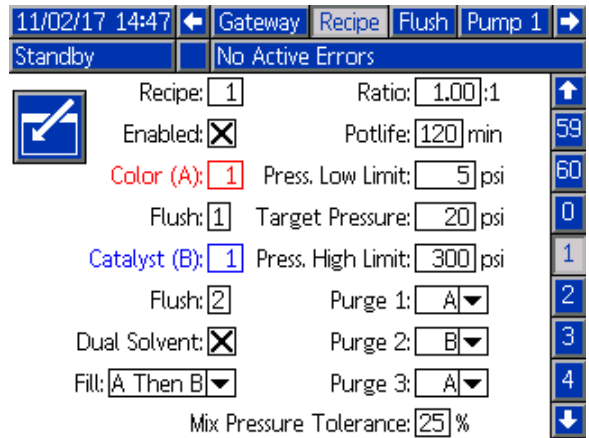 11/02/17 14:47 Gateway Recipe Flush Pump 1
Standby No Active Errors
Recipe: 1 Ratio: 1.00 :1
Enabled: Potlife: 120 min 59
Color (A): 1 Press. Low Limit: 5 psi 60
Flush: 1 Target Pressure: 20 psi 0
Catalyst (B): 1 Press. High Limit: 300 psi 1
Flush: 2 Purge 1: A 2
Dual Solvent: Purge 2: B 3
Fill: A Then B Purge 3: A 4
Mix Pressure Tolerance: 25 %